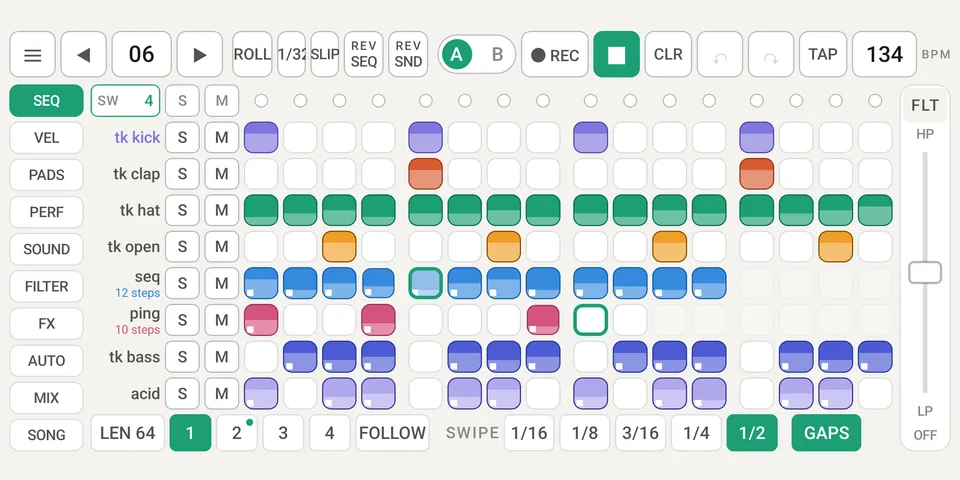 06 ROLL 1/32 SLIP REV SEQ REV SND A B REC CLR TAP 134 BPM
SEQ SW 4 S M FLT
VEL tk kick S M HP
PADS tk clap S M
PERF tk hat S M
SOUND tk open S M
FILTER seq 12 steps S M
FX ping 10 steps S M
AUTO tk bass S M
MIX acid S M LP
SONG LEN 64 1 2 3 4 FOLLOW SWIPE 1/16 1/8 3/16 1/4 1/2 GAPS OFF